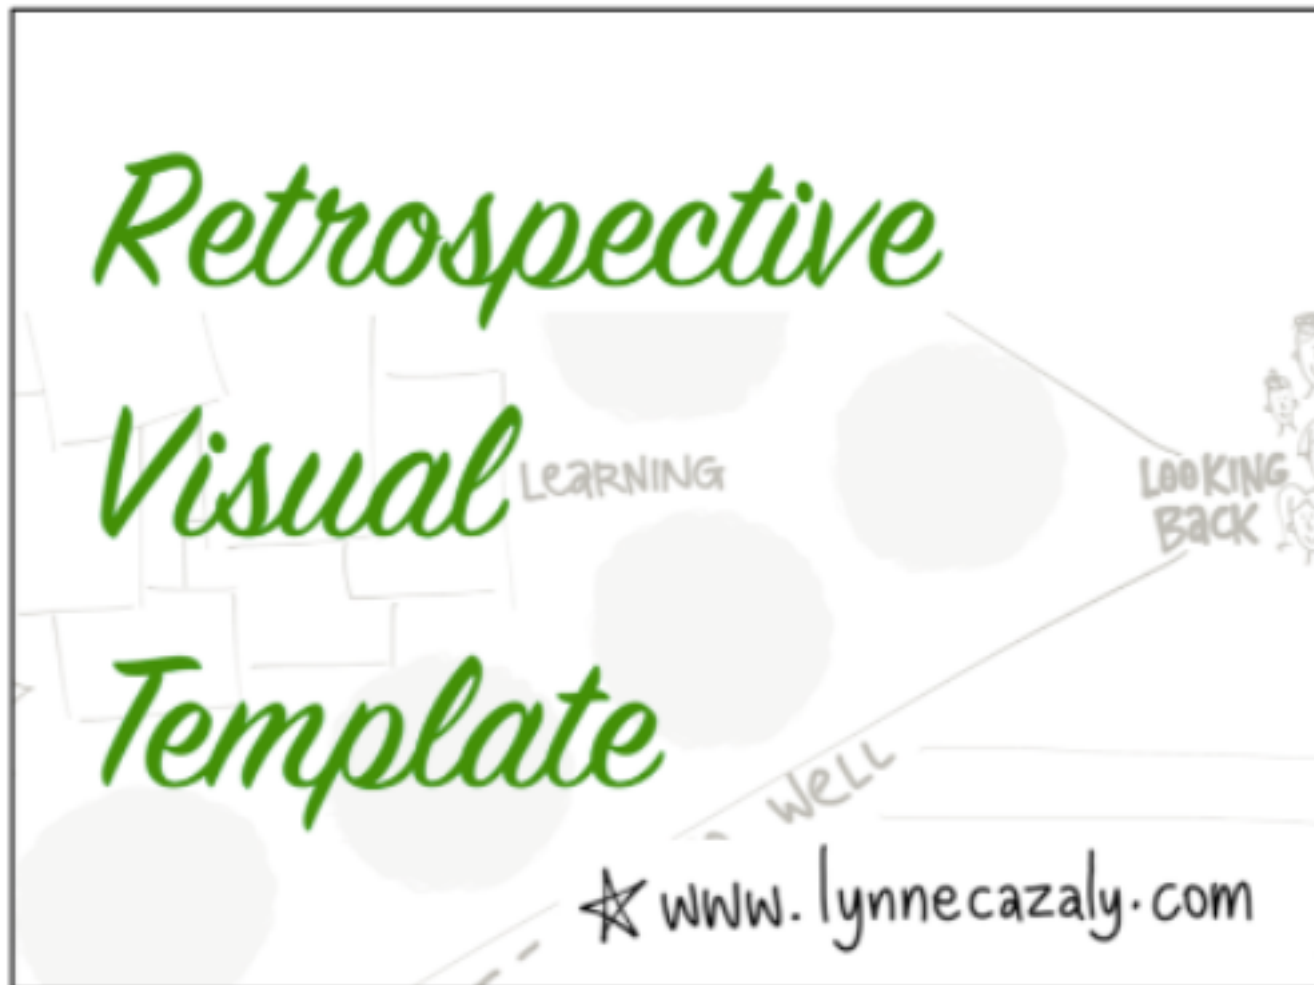 Retrospective
Visual
LeaRNING
LOOKING
Back
Template
WeLL
www.lynnecazaly.com